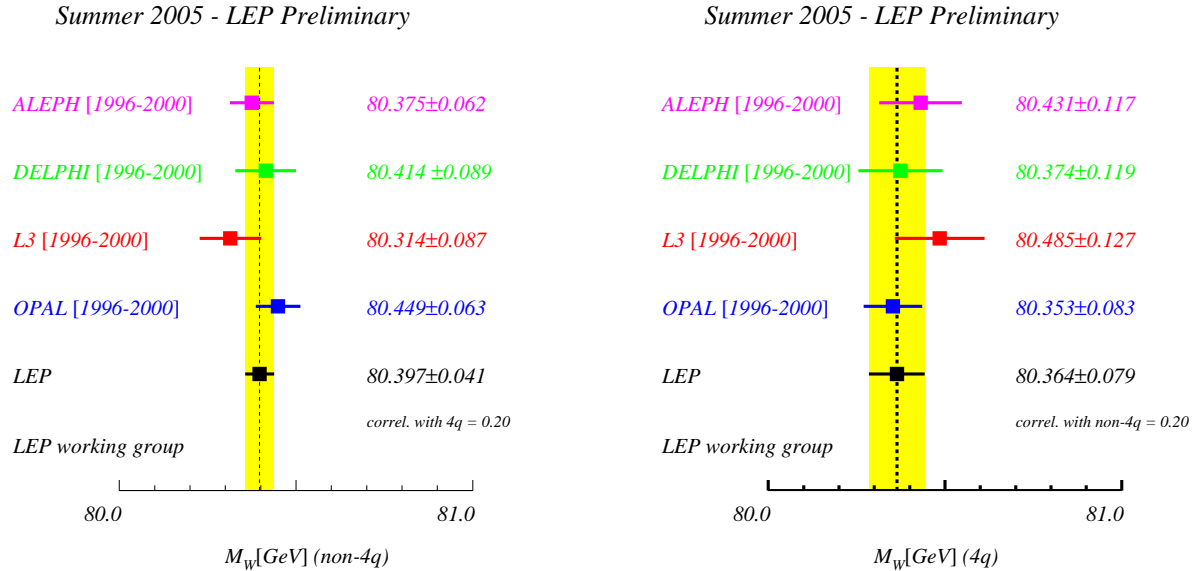 Summer 2005 - LEP Preliminary
ALEPH [1996-2000] 80.375±0.062
DELPHI [1996-2000] 80.414 ±0.089
L3 [1996-2000] 80.314±0.087
OPAL [1996-2000] 80.449±0.063
LEP 80.397±0.041
correl. with 4q = 0.20
LEP working group
80.0 81.0
M_W[GeV] (non-4q)
Summer 2005 - LEP Preliminary
ALEPH [1996-2000] 80.431±0.117
DELPHI [1996-2000] 80.374±0.119
L3 [1996-2000] 80.485±0.127
OPAL [1996-2000] 80.353±0.083
LEP 80.364±0.079
correl. with non-4q = 0.20
LEP working group
80.0 81.0
M_W[GeV] (4q)